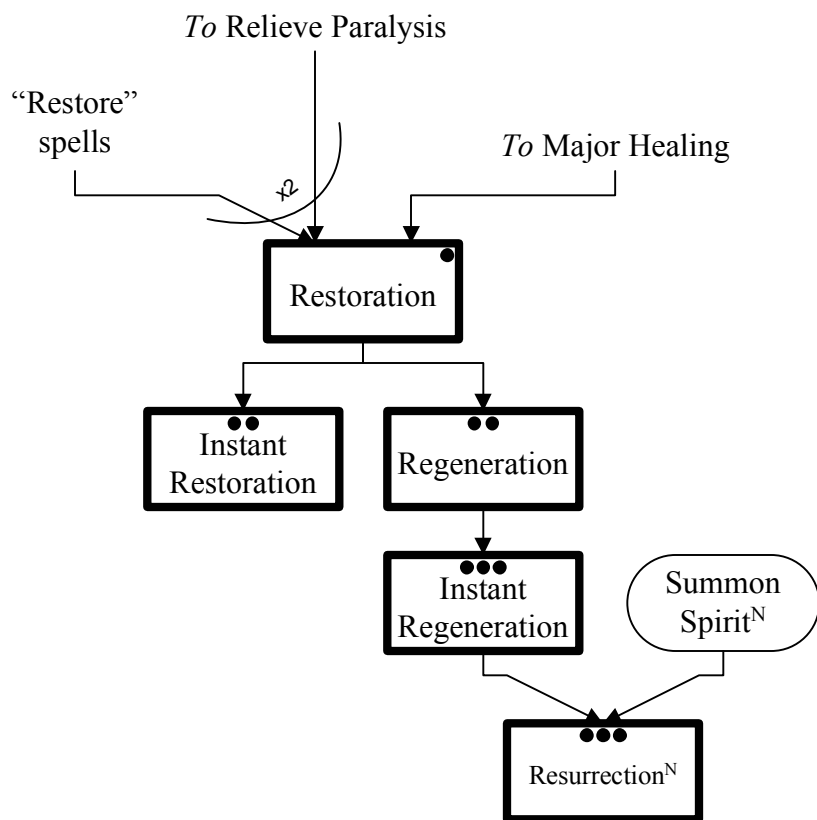 To Relieve Paralysis
“Restore”
spells
To Major Healing
x2
Restoration
Instant
Restoration
Regeneration
Instant
Regeneration
Summon
Spiritᴺ
Resurrectionᴺ